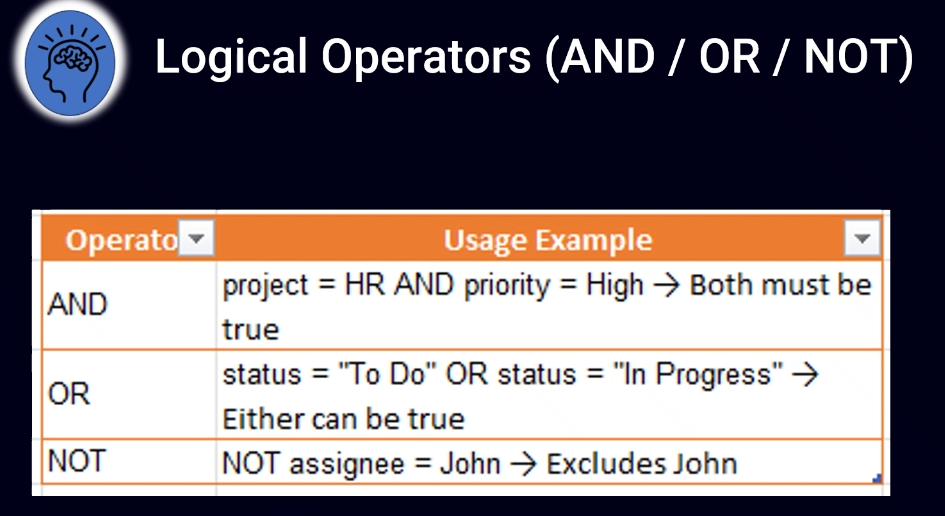 Logical Operators (AND / OR / NOT)
Operato Usage Example
AND project = HR AND priority = High → Both must be
true
OR status = "To Do" OR status = "In Progress" →
Either can be true
NOT NOT assignee = John → Excludes John